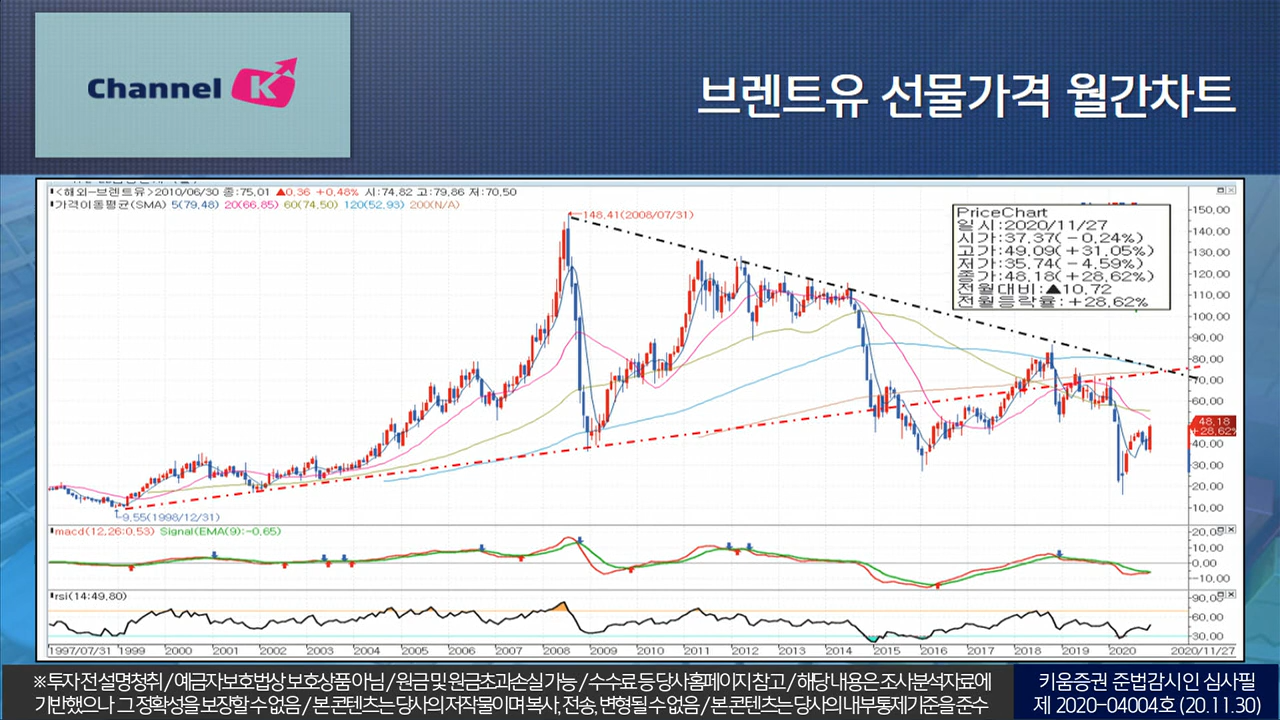 Channel K
브렌트유 선물가격 월간차트
<해외-브렌트유>2010/06/30 종:75,01 ▲0,36 +0,48% 시:74,82 고:79,86 저:70,50
가격이동평균(SMA) 5(79,48) 20(66,85) 60(74,50) 120(52,93) 200(N/A)
148,41(2008/07/31)
PriceChart
일 시:2020/11/27
시가:37,37( -0,24%)
고가:49,09( +31,05%)
저가:35,74( -4,59%)
종가:48,18( +28,62%)
전월대비:▲10,72
전월등락율:+28,62%
150,00
140,00
130,00
120,00
110,00
100,00
90,00
80,00
70,00
60,00
48,18
+28,62%
40,00
30,00
20,00
10,00
9,55(1998/12/31)
macd(12,26:0,53) Signal(EMA(9):-0,65)
20,0
10,00
0,00
-10,00
rsi(14:49,80)
90,0
60,00
30,00
1997/07/31 1999 2000 2001 2002 2003 2004 2005 2006 2007 2008 2009 2010 2011 2012 2013 2014 2015 2016 2017 2018 2019 2020 2020/11/27
※ 투자 전 설명청취 / 예금자보호법상 보호상품 아님 / 원금 및 원금초과손실 가능 / 수수료 등 당사 홈페이지 참고 / 해당 내용은 조사분석자료에
기반했으나 그 정확성을 보장할 수 없음 / 본 콘텐츠는 당사의 저작물이며 복사, 전송, 변형될 수 없음 / 본 콘텐츠는 당사의 내부통제기준을 준수
키움증권 준법감시인 심사필
제 2020-04004호 (20.11.30)